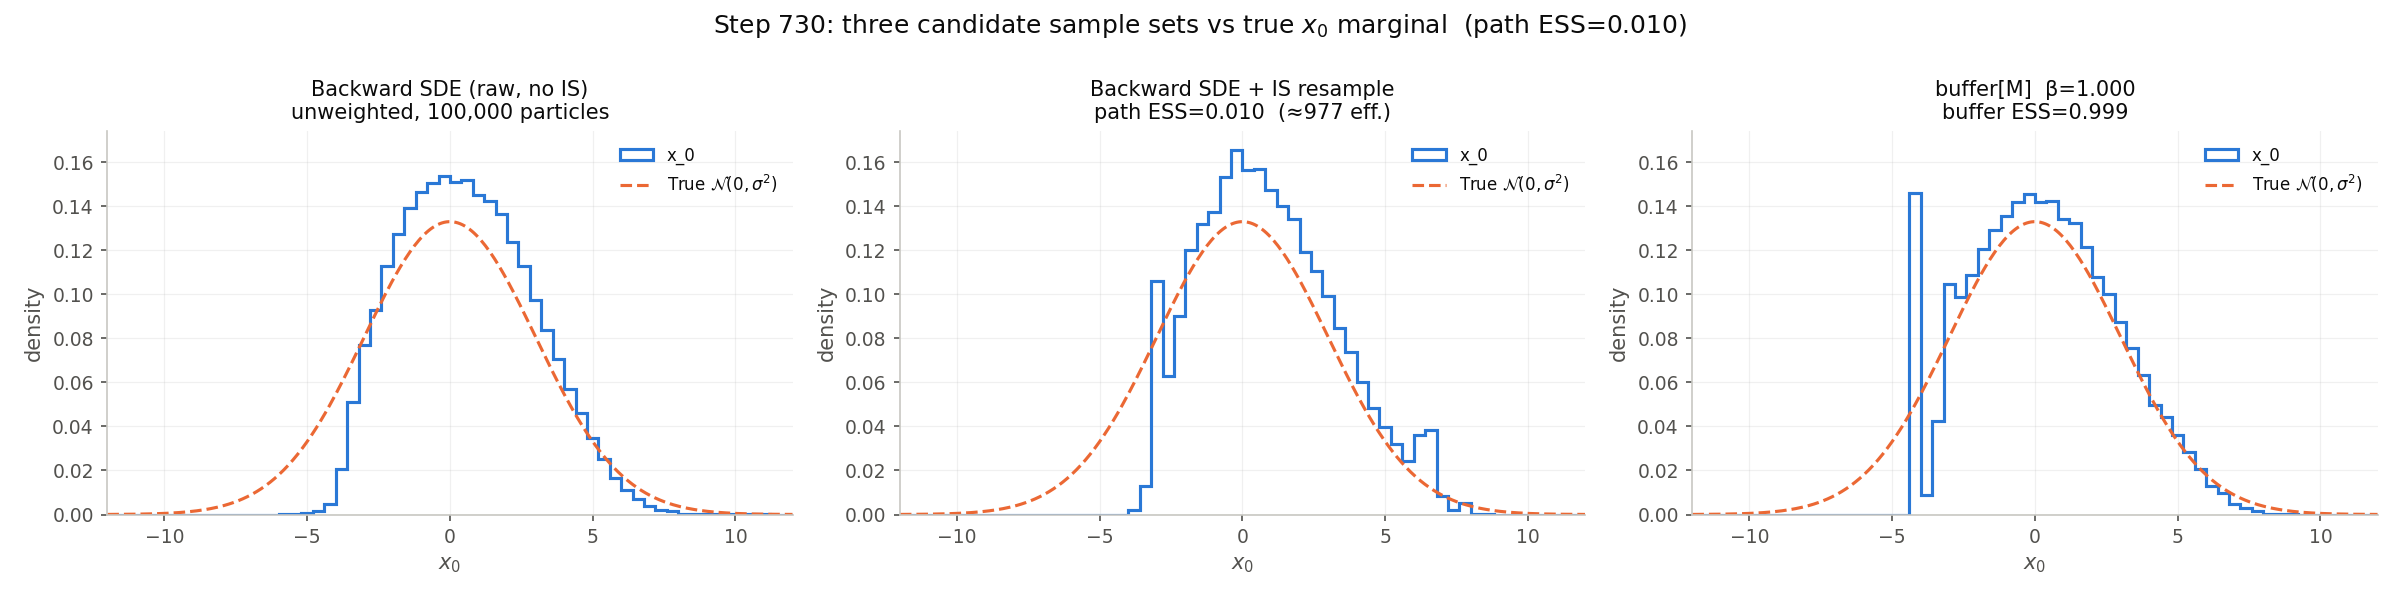 Step 730: three candidate sample sets vs true x₀ marginal (path ESS=0.010)
Backward SDE (raw, no IS)
unweighted, 100,000 particles
density
0.16
0.14
0.12
0.10
0.08
0.06
0.04
0.02
0.00
x_0
True 𝒩(0, σ²)
−10
−5
0
5
10
x₀
Backward SDE + IS resample
path ESS=0.010 (≈977 eff.)
density
0.16
0.14
0.12
0.10
0.08
0.06
0.04
0.02
0.00
x_0
True 𝒩(0, σ²)
−10
−5
0
5
10
x₀
buffer[M] β=1.000
buffer ESS=0.999
density
0.16
0.14
0.12
0.10
0.08
0.06
0.04
0.02
0.00
x_0
True 𝒩(0, σ²)
−10
−5
0
5
10
x₀